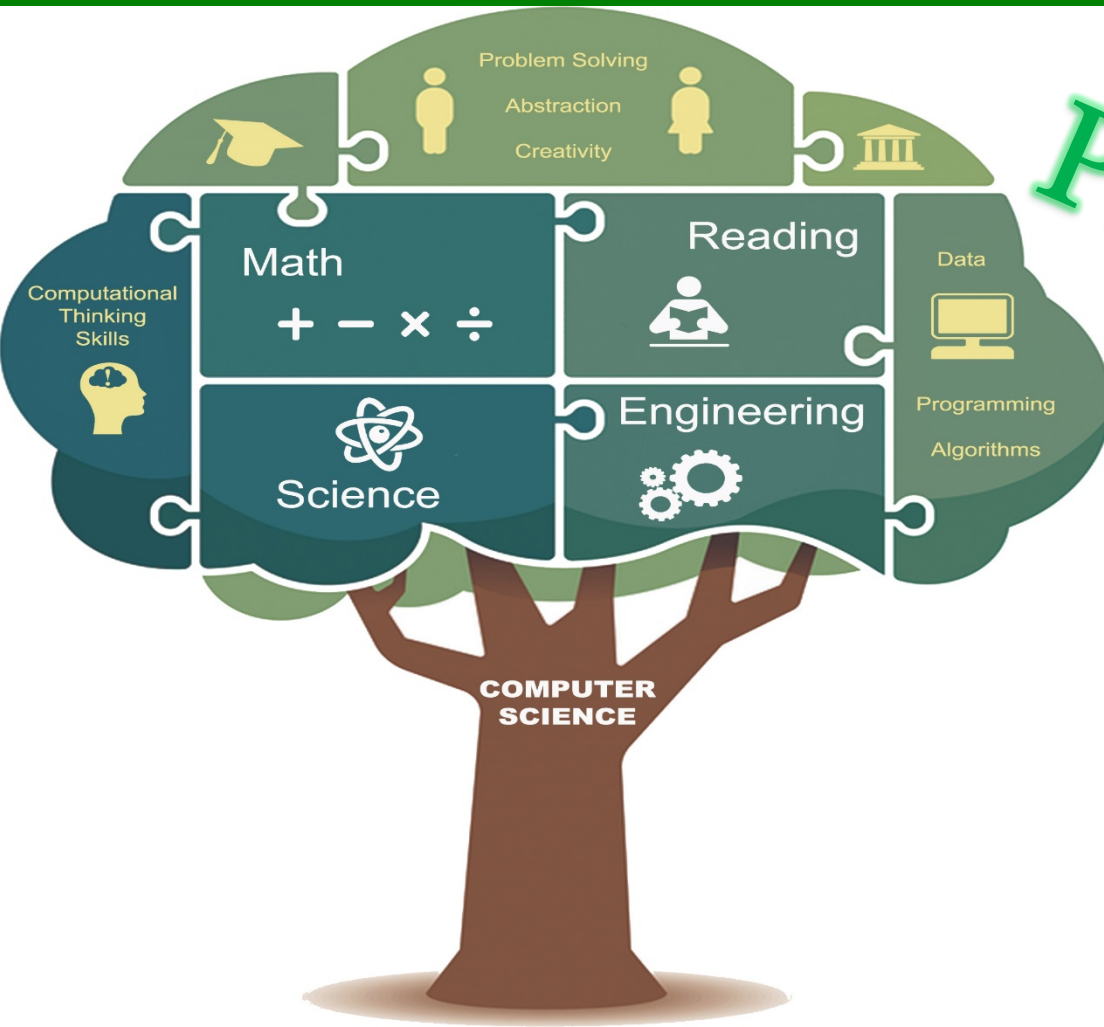 Problem Solving
Abstraction
Creativity
P
Math
+ − × ÷
Reading
Computational
Thinking
Skills
Data
Programming
Algorithms
Science
Engineering
COMPUTER
SCIENCE